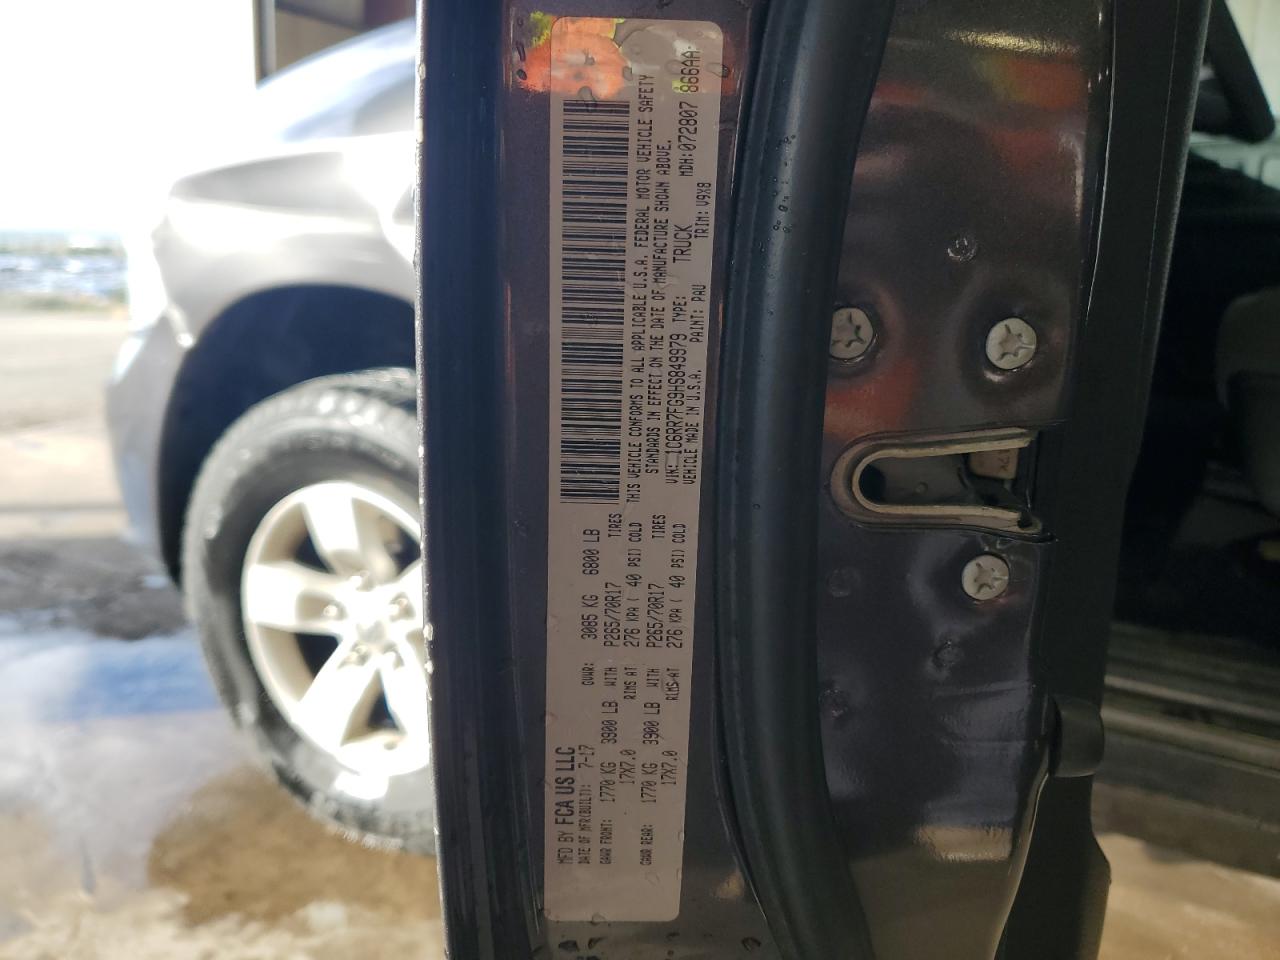 MFD BY FCA US LLC
DATE OF MFR(BUILT): 7-17 GVWR: 3085 KG 6800 LB
GAWR FRONT: 1770 KG 3900 LB WITH P265/70R17 TIRES
17X7.0 RIMS AT 276 KPA ( 40 PSI) COLD
GAWR REAR: 1770 KG 3900 LB WITH P265/70R17 TIRES
17X7.0 RIMS AT 276 KPA ( 40 PSI) COLD
THIS VEHICLE CONFORMS TO ALL APPLICABLE U.S.A. FEDERAL MOTOR VEHICLE SAFETY
STANDARDS IN EFFECT ON THE DATE OF MANUFACTURE SHOWN ABOVE.
VIN: 1C6RR7FG9HS849979 TYPE: TRUCK MDH:072807 866AA
VEHICLE MADE IN U.S.A. PAINT: PAU TRIM: V9X8